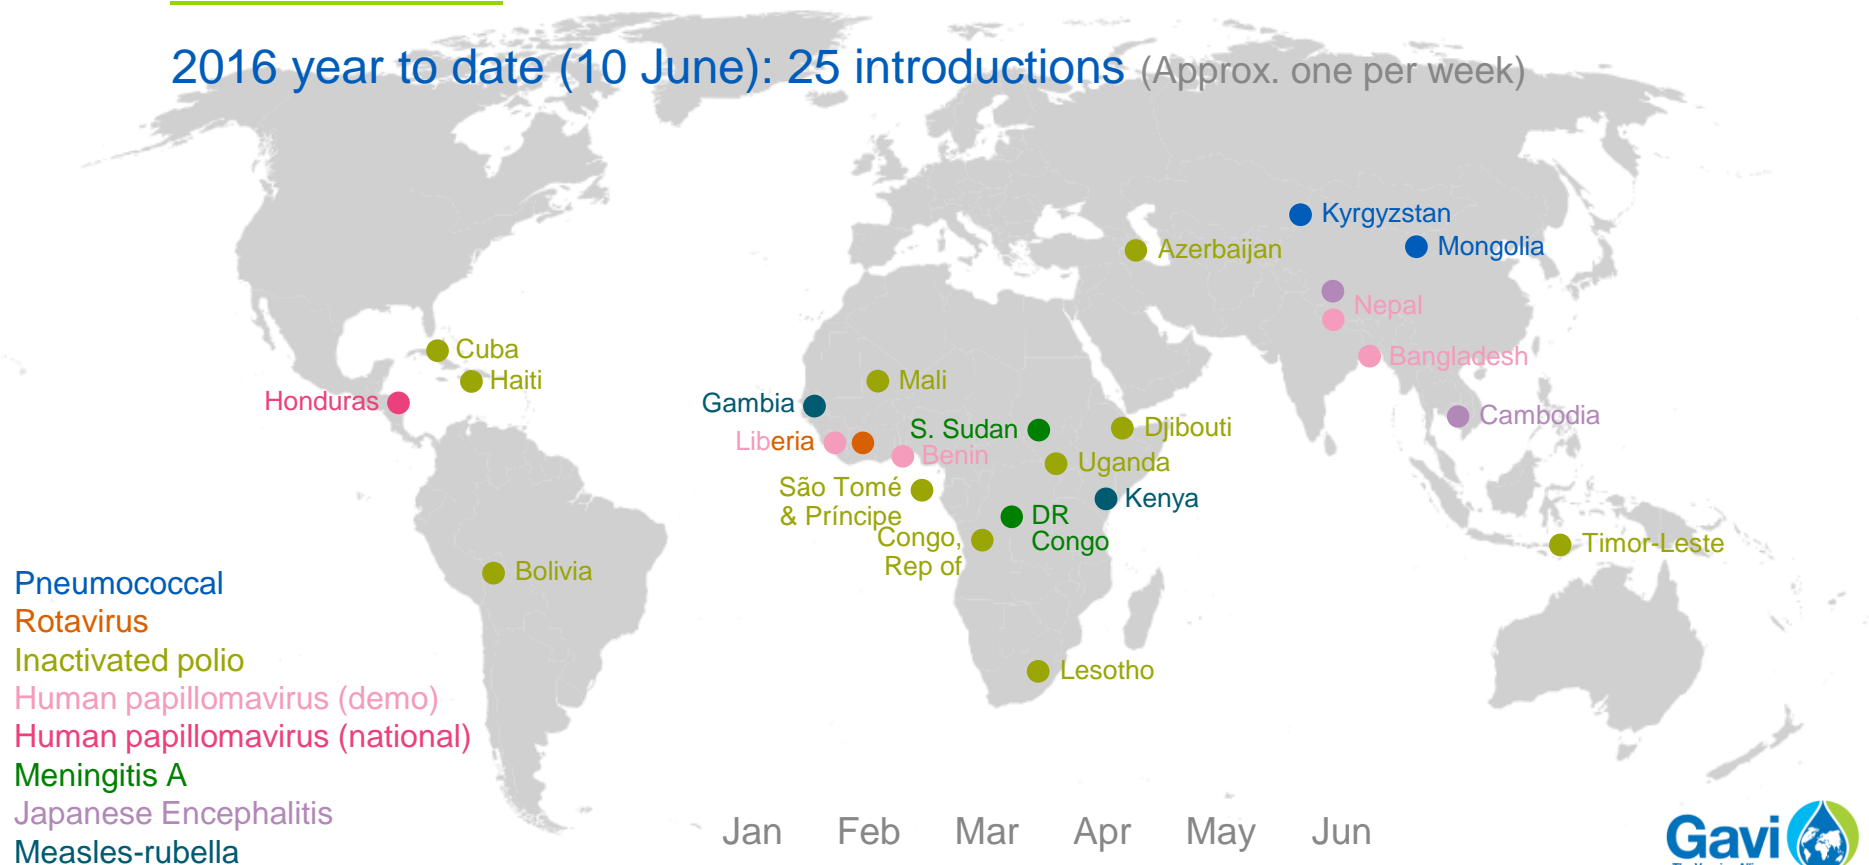 2016 year to date (10 June): 25 introductions (Approx. one per week)
Kyrgyzstan
Mongolia
Azerbaijan
Nepal
Bangladesh
Cuba
Haiti
Honduras
Mali
Gambia
Cambodia
Liberia
S. Sudan
Djibouti
Benin
Uganda
São Tomé
& Príncipe
Kenya
DR
Congo
Congo,
Rep of
Timor-Leste
Bolivia
Lesotho
Pneumococcal
Rotavirus
Inactivated polio
Human papillomavirus (demo)
Human papillomavirus (national)
Meningitis A
Japanese Encephalitis
Measles-rubella
Jan Feb Mar Apr May Jun
Gavi